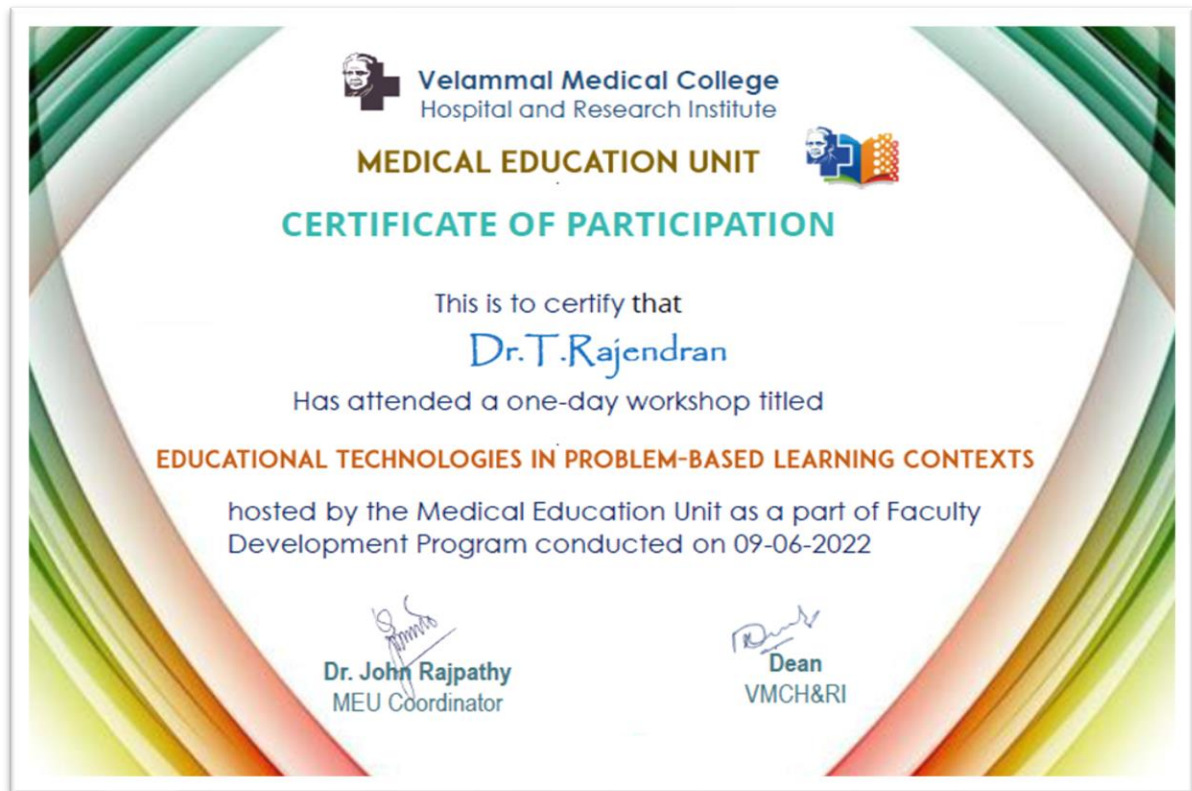 Velammal Medical College
Hospital and Research Institute
MEDICAL EDUCATION UNIT
CERTIFICATE OF PARTICIPATION
This is to certify that
Dr.T.Rajendran
Has attended a one-day workshop titled
EDUCATIONAL TECHNOLOGIES IN PROBLEM-BASED LEARNING CONTEXTS
hosted by the Medical Education Unit as a part of Faculty
Development Program conducted on 09-06-2022
Dr. John Rajpathy
MEU Coordinator
Dean
VMCH&RI